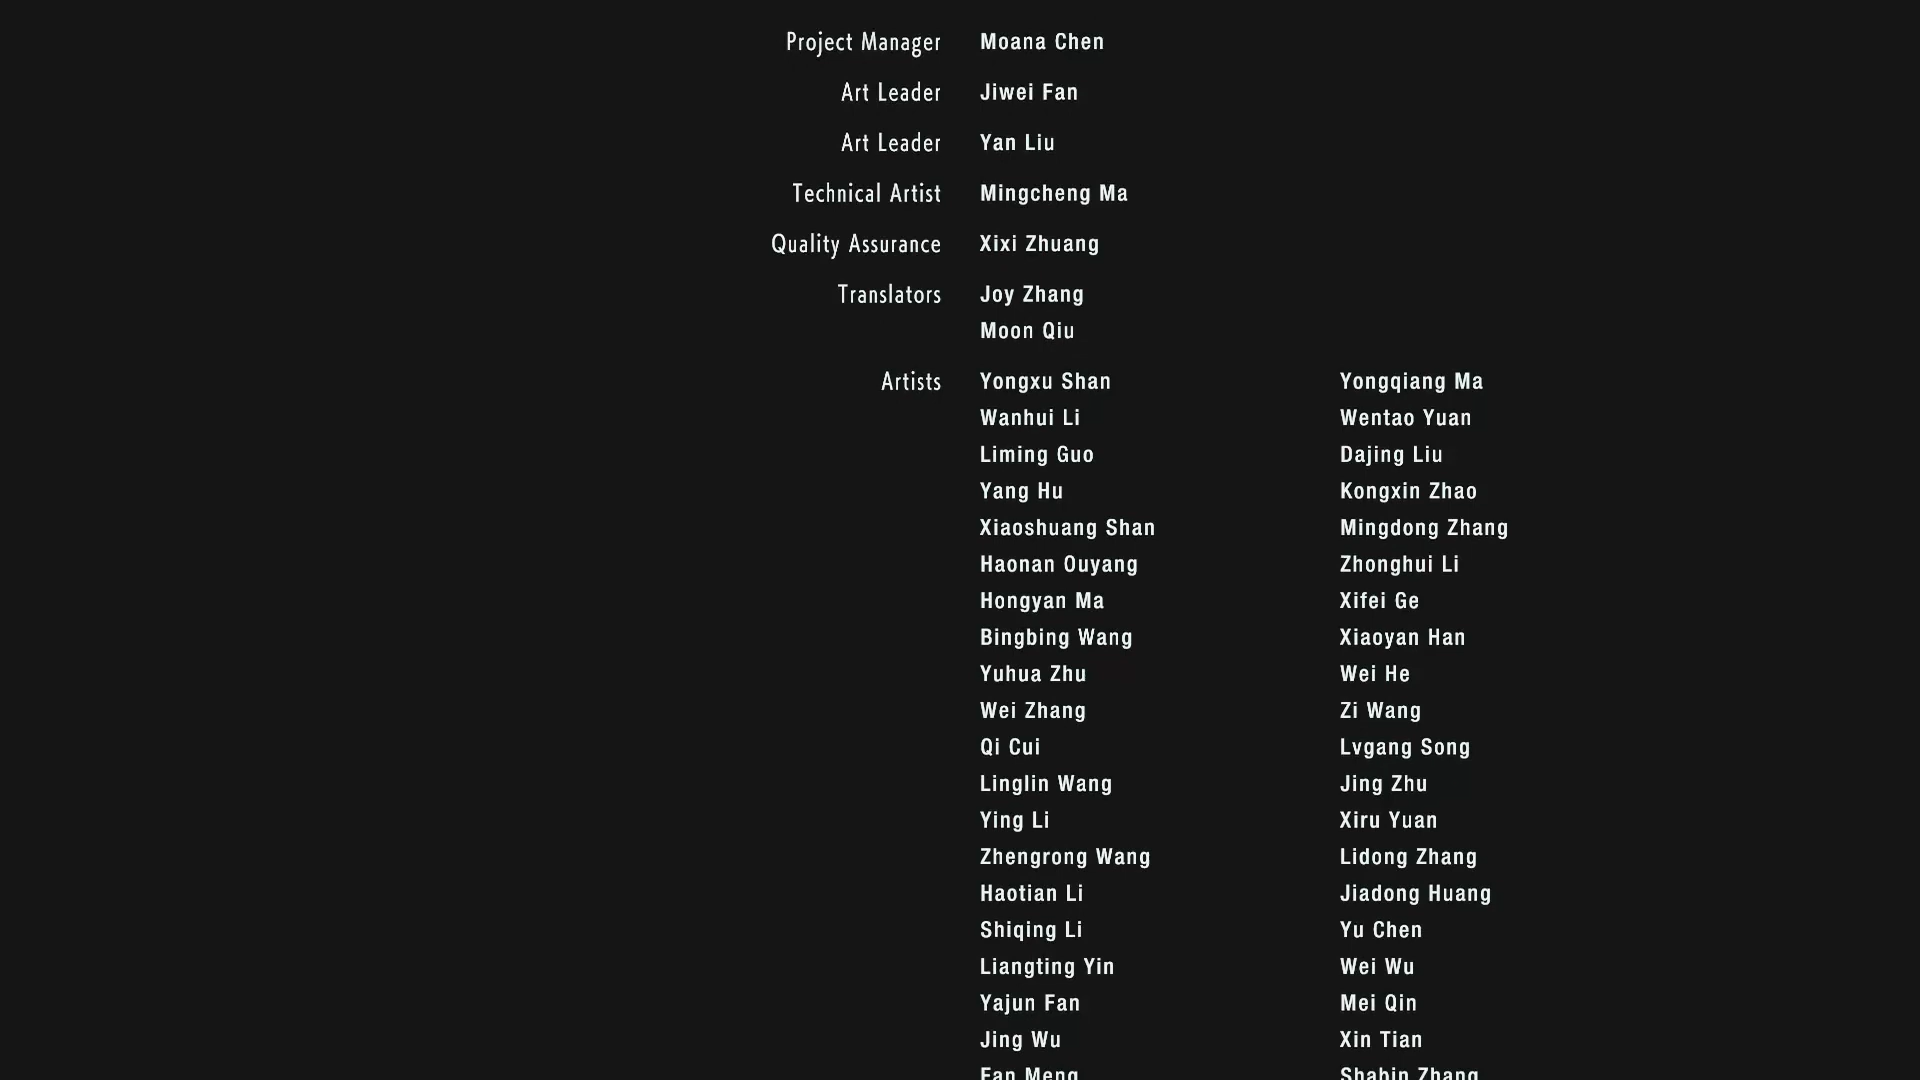 Project Manager Moana Chen
Art Leader Jiwei Fan
Art Leader Yan Liu
Technical Artist Mingcheng Ma
Quality Assurance Xixi Zhuang
Translators Joy Zhang
Moon Qiu
Artists Yongxu Shan Yongqiang Ma
Wanhui Li Wentao Yuan
Liming Guo Dajing Liu
Yang Hu Kongxin Zhao
Xiaoshuang Shan Mingdong Zhang
Haonan Ouyang Zhonghui Li
Hongyan Ma Xifei Ge
Bingbing Wang Xiaoyan Han
Yuhua Zhu Wei He
Wei Zhang Zi Wang
Qi Cui Lvgang Song
Linglin Wang Jing Zhu
Ying Li Xiru Yuan
Zhengrong Wang Lidong Zhang
Haotian Li Jiadong Huang
Shiqing Li Yu Chen
Liangting Yin Wei Wu
Yajun Fan Mei Qin
Jing Wu Xin Tian
Fan Meng Shabin Zhang